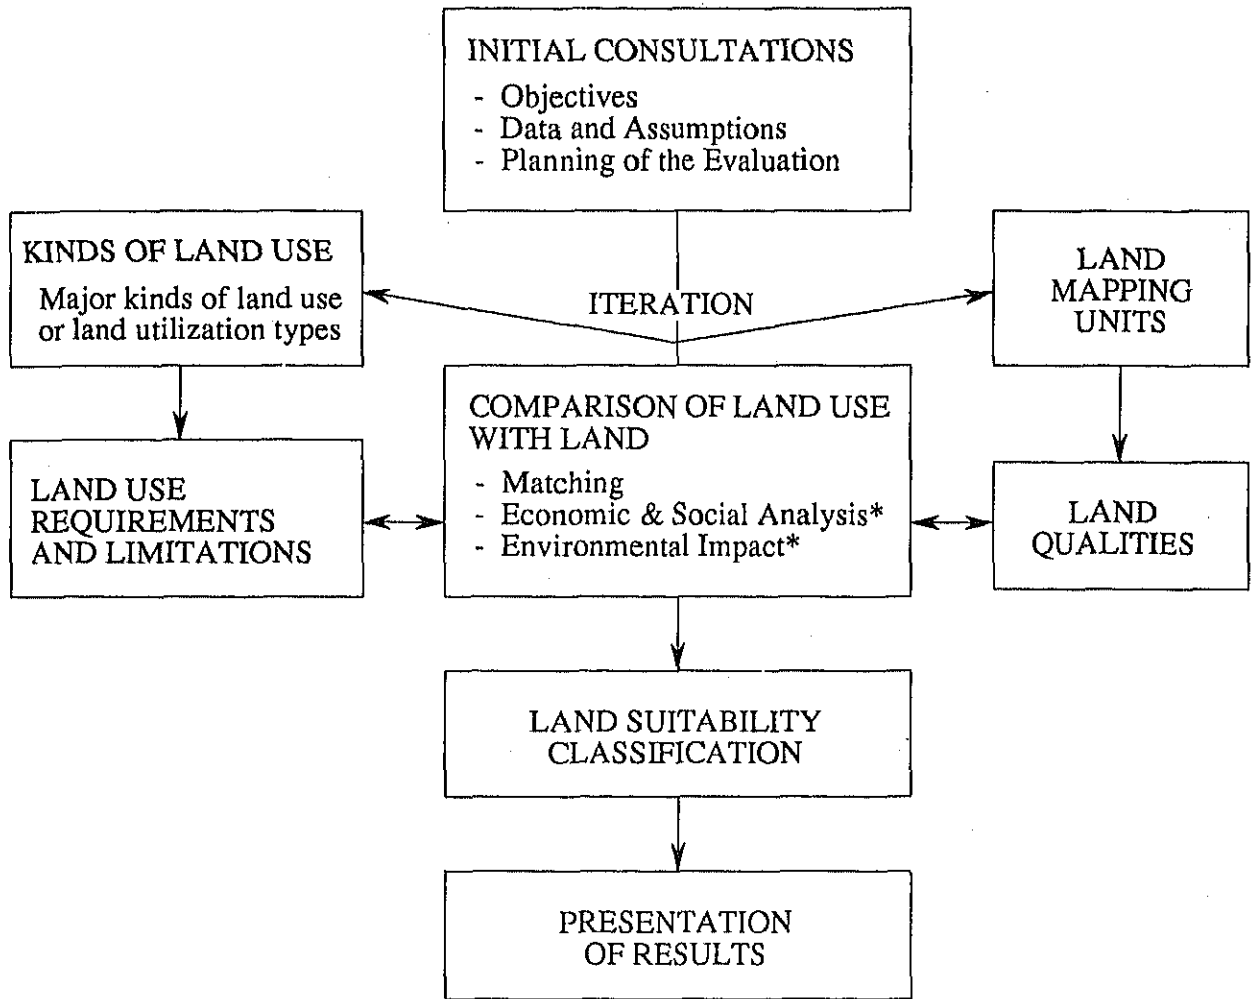 INITIAL CONSULTATIONS
- Objectives
- Data and Assumptions
- Planning of the Evaluation
KINDS OF LAND USE
Major kinds of land use
or land utilization types
ITERATION
LAND
MAPPING
UNITS
LAND USE
REQUIREMENTS
AND LIMITATIONS
COMPARISON OF LAND USE
WITH LAND
- Matching
- Economic & Social Analysis*
- Environmental Impact*
LAND
QUALITIES
LAND SUITABILITY
CLASSIFICATION
PRESENTATION
OF RESULTS